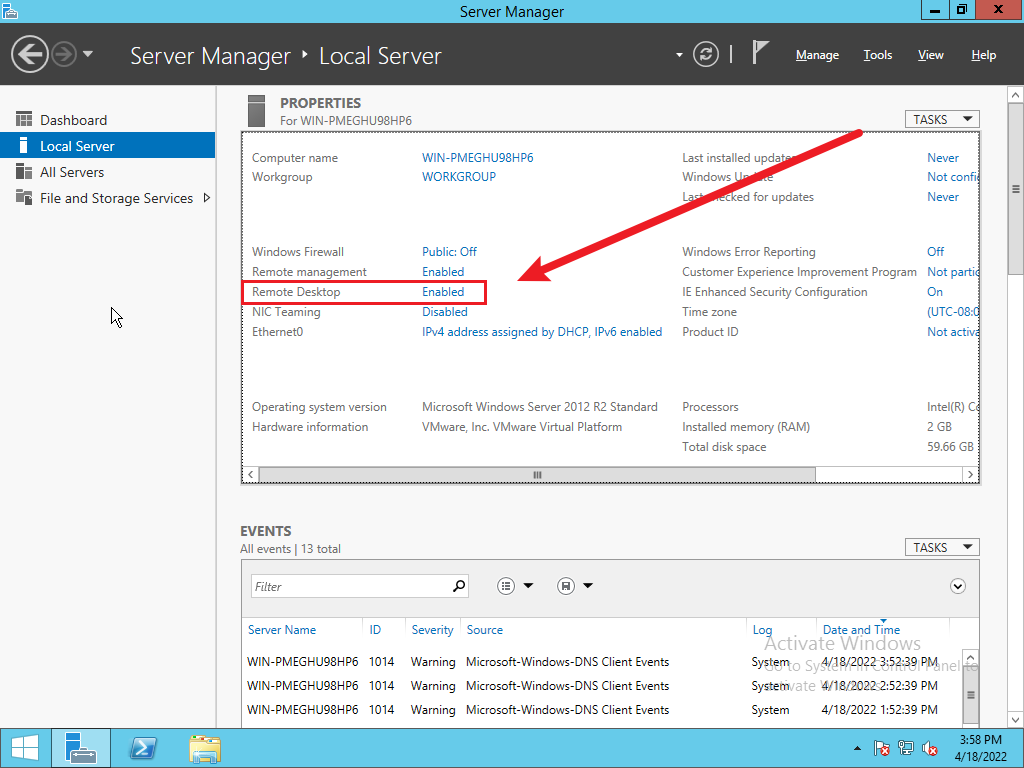 Server Manager
Server Manager • Local Server
Manage Tools View Help
Dashboard
Local Server
All Servers
File and Storage Services
PROPERTIES
For WIN-PMEGHU98HP6
TASKS
Computer name WIN-PMEGHU98HP6 Last installed updates Never
Workgroup WORKGROUP Windows Update Not config
Last checked for updates Never
Windows Firewall Public: Off Windows Error Reporting Off
Remote management Enabled Customer Experience Improvement Program Not partic
Remote Desktop Enabled IE Enhanced Security Configuration On
NIC Teaming Disabled Time zone (UTC-08:0
Ethernet0 IPv4 address assigned by DHCP, IPv6 enabled Product ID Not activa
Operating system version Microsoft Windows Server 2012 R2 Standard Processors Intel(R) Co
Hardware information VMware, Inc. VMware Virtual Platform Installed memory (RAM) 2 GB
Total disk space 59.66 GB
EVENTS
All events | 13 total
TASKS
Filter
Server Name ID Severity Source Log Date and Time
Activate Windows
Go to System in Control Panel to
activate Windows.
WIN-PMEGHU98HP6 1014 Warning Microsoft-Windows-DNS Client Events System 4/18/2022 3:52:39 PM
WIN-PMEGHU98HP6 1014 Warning Microsoft-Windows-DNS Client Events System 4/18/2022 2:52:39 PM
WIN-PMEGHU98HP6 1014 Warning Microsoft-Windows-DNS Client Events System 4/18/2022 1:52:39 PM
3:58 PM
4/18/2022